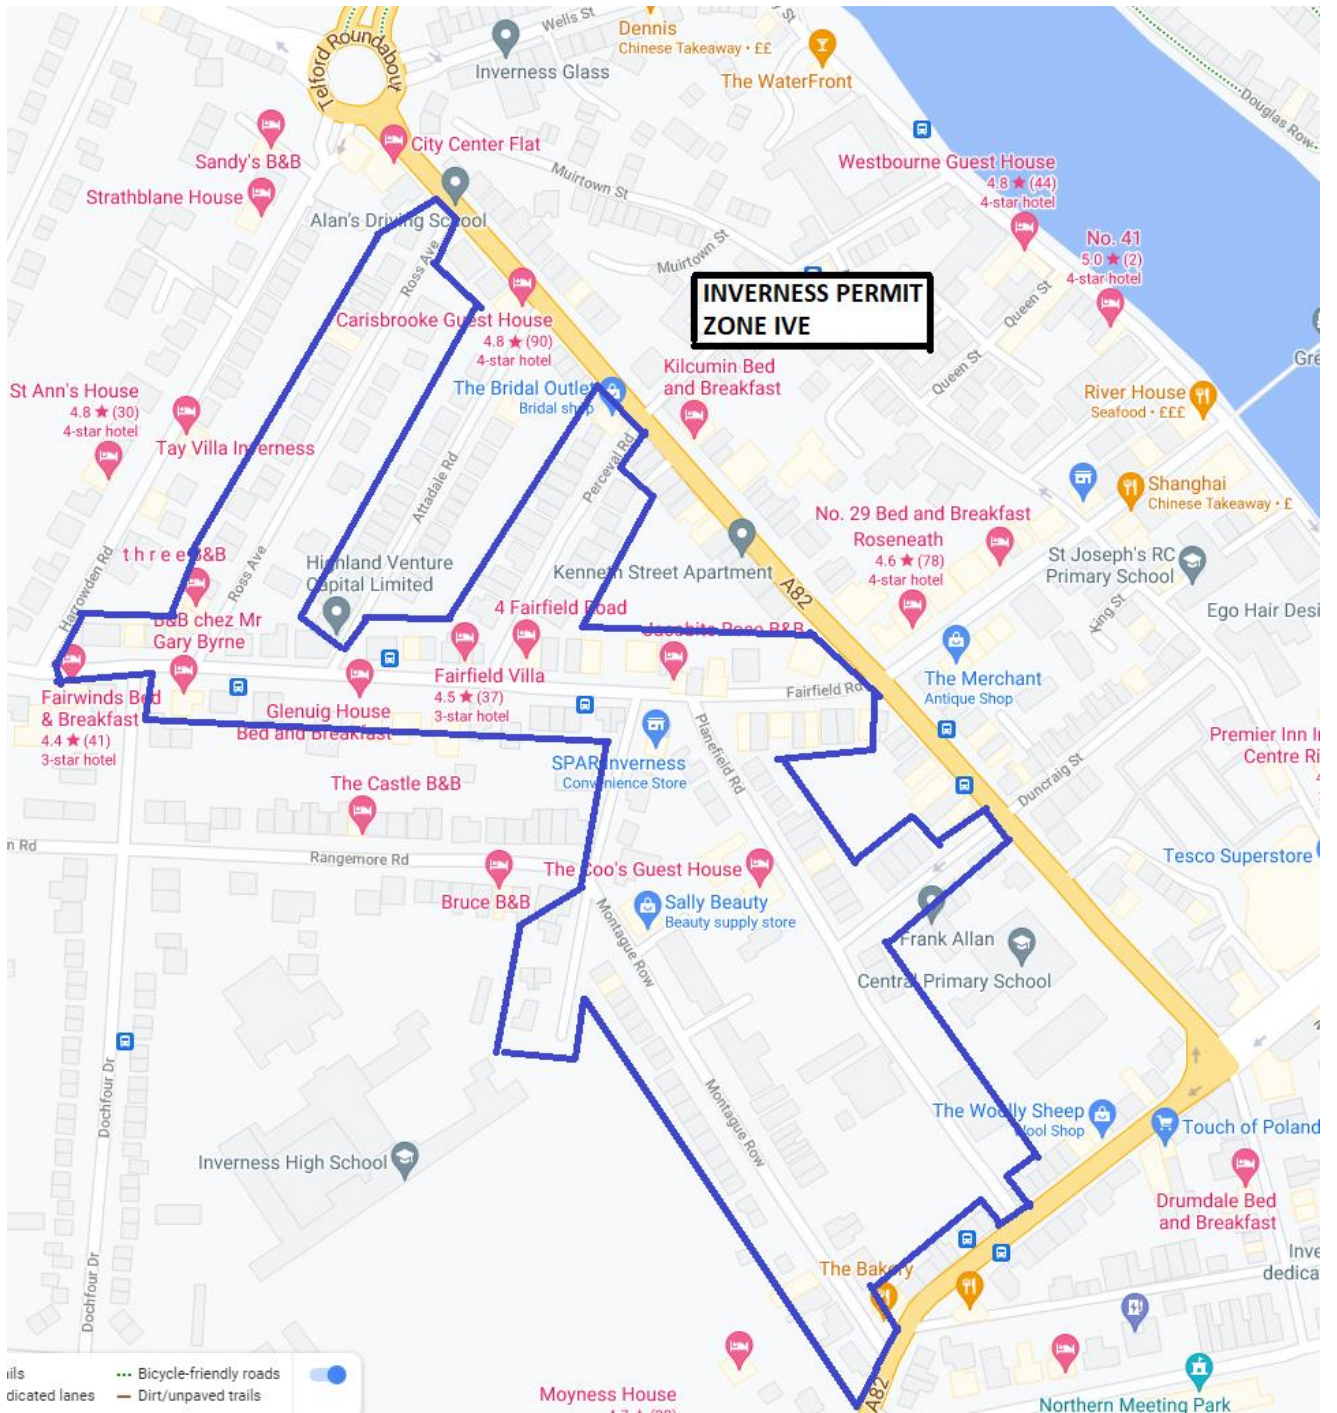 Wells St
Dennis
Chinese Takeaway • ££
Telford Roundabout
Inverness Glass
The WaterFront
Douglas Row
Sandy's B&B
City Center Flat
Westbourne Guest House
4.8 ★ (44)
4-star hotel
Strathblane House
Muirtown St
Alan's Driving School
Muirtown St
No. 41
5.0 ★ (2)
4-star hotel
Ross Ave
INVERNESS PERMIT
ZONE IVE
Queen St
Carisbrooke Guest House
4.8 ★ (90)
4-star hotel
Queen St
Kilcumin Bed
and Breakfast
St Ann's House
4.8 ★ (30)
4-star hotel
The Bridal Outlet
Bridal shop
River House
Seafood • £££
Tay Villa Inverness
Perceval Rd
Attadale Rd
Shanghai
Chinese Takeaway • £
No. 29 Bed and Breakfast
Roseneath
4.6 ★ (78)
4-star hotel
three B&B
Harrowden Rd
Ross Ave
Highland Venture
Capital Limited
Kenneth Street Apartment
A82
St Joseph's RC
Primary School
King St
4 Fairfield Road
B&B chez Mr
Gary Byrne
Fairfield Villa
4.5 ★ (37)
3-star hotel
The Merchant
Antique Shop
Fairfield Rd
Fairwinds Bed
& Breakfast
4.4 ★ (41)
3-star hotel
Glenuig House
Bed and Breakfast
Planefield Rd
SPAR Inverness
Convenience Store
Duncraig St
The Castle B&B
n Rd
Rangemore Rd
Tesco Superstore
The Coo's Guest House
Bruce B&B
Sally Beauty
Beauty supply store
Montague Row
Frank Allan
Central Primary School
Dochfour Dr
Montague Row
The Woolly Sheep
Wool Shop
Touch of Poland
Inverness High School
Drumdale Bed
and Breakfast
The Bakery
Dochfour Dr
Bicycle-friendly roads
dicated lanes
Dirt/unpaved trails
Moyness House
A82
Northern Meeting Park